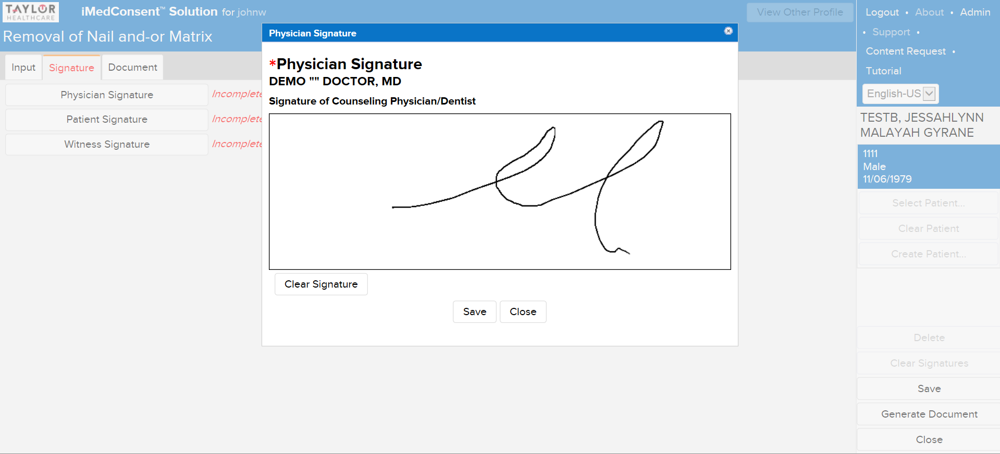 TAYLOR
HEALTHCARE
iMedConsent™ Solution for johnw
View Other Profile
Removal of Nail and-or Matrix
Input
Signature
Document
Physician Signature
Incomplete
Patient Signature
Incomplete
Witness Signature
Incomplete
Physician Signature
*Physician Signature
DEMO "" DOCTOR, MD
Signature of Counseling Physician/Dentist
Clear Signature
Save
Close
Logout • About • Admin
• Support •
Content Request •
Tutorial
English-US
TESTB, JESSAHLYNN
MALAYAH GYRANE
1111
Male
11/06/1979
Select Patient...
Clear Patient
Create Patient...
Delete
Clear Signatures
Save
Generate Document
Close